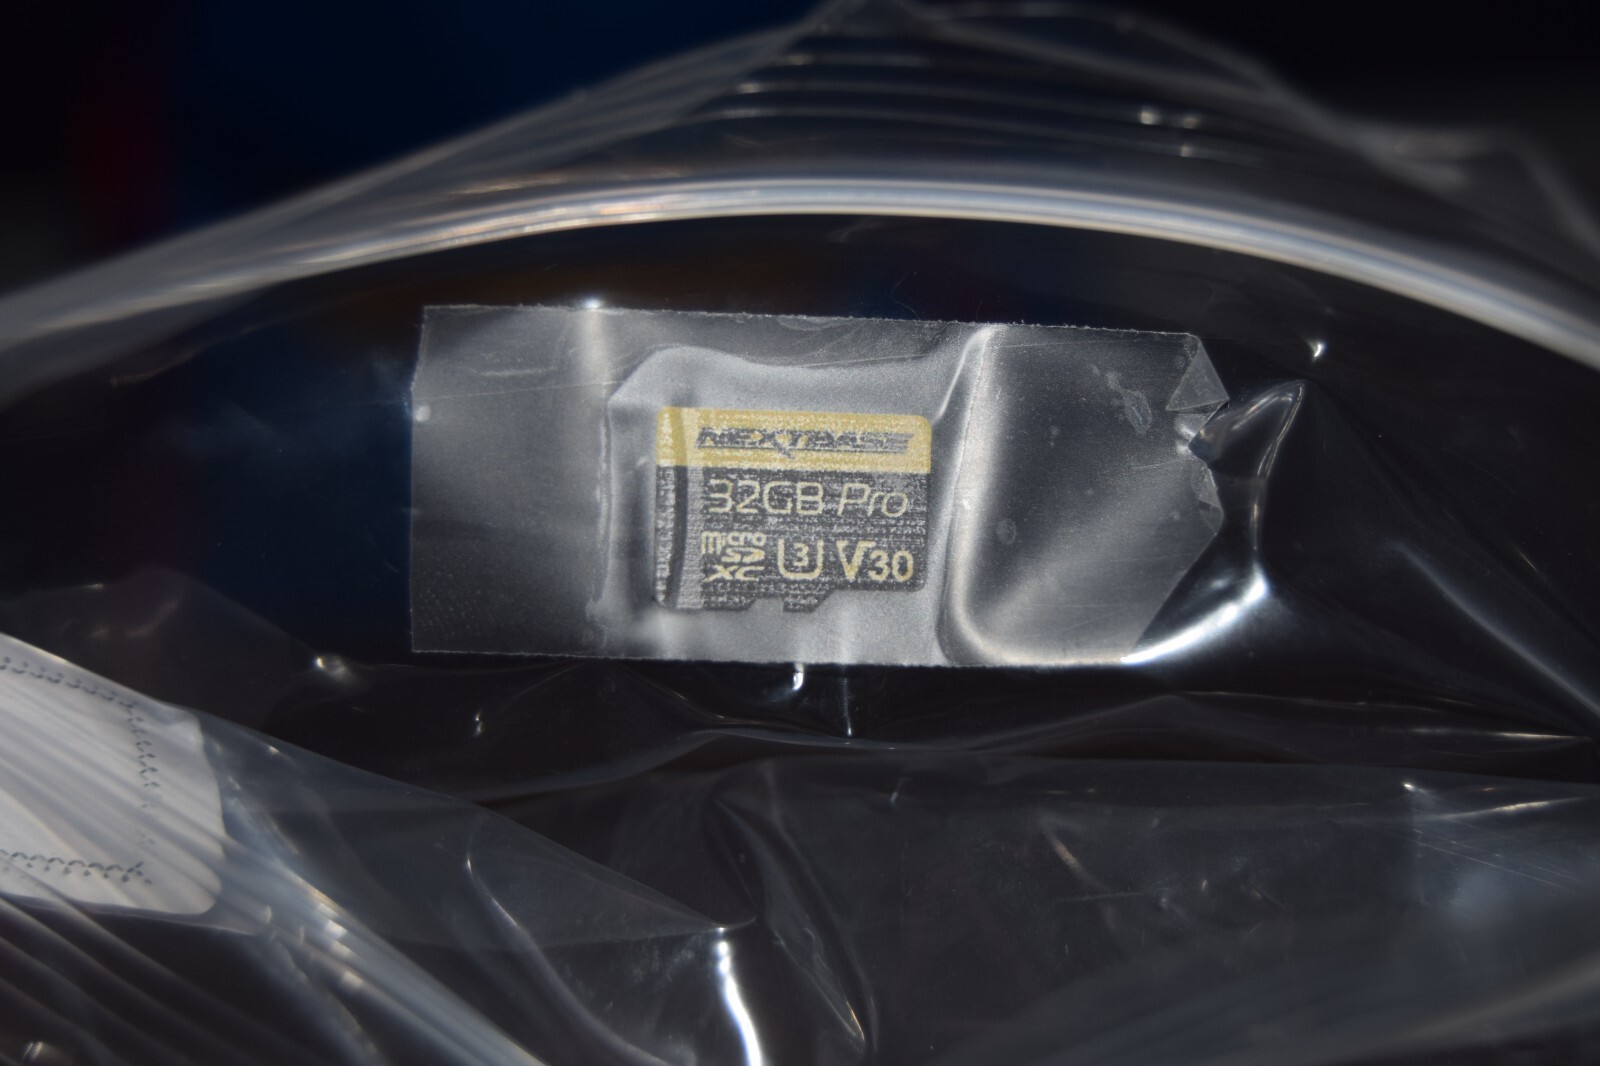 NEXTBASE
32GB Pro
micro SD XC U3 V30